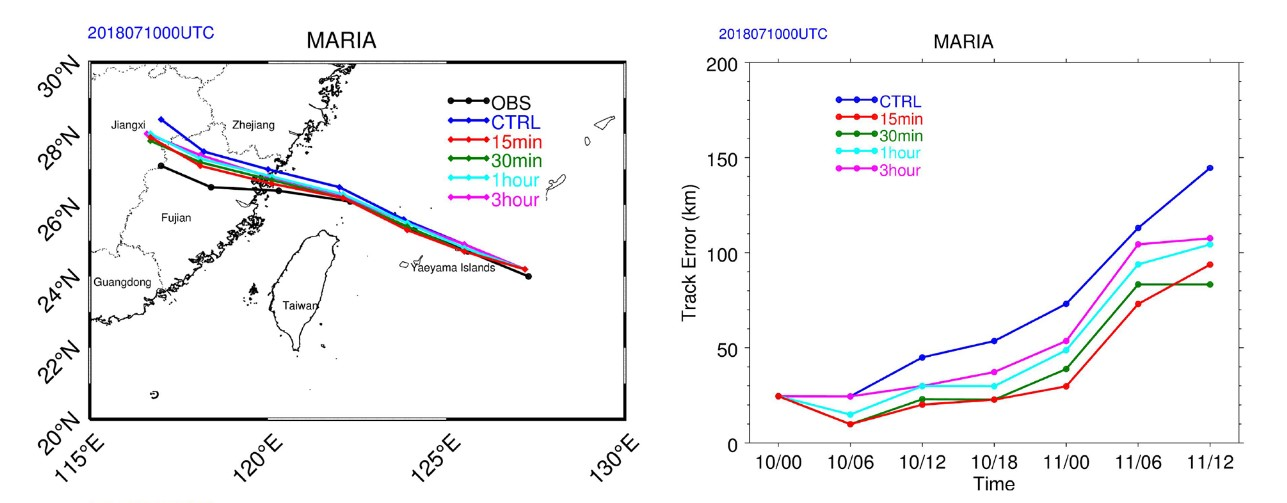 2018071000UTC
MARIA
30°N
28°N
26°N
24°N
22°N
20°N
115°E
120°E
125°E
130°E
Jiangxi
Zhejiang
Fujian
Guangdong
Taiwan
Yaeyama Islands
OBS
CTRL
15min
30min
1hour
3hour
2018071000UTC
MARIA
Track Error (km)
200
150
100
50
0
CTRL
15min
30min
1hour
3hour
10/00 10/06 10/12 10/18 11/00 11/06 11/12
Time